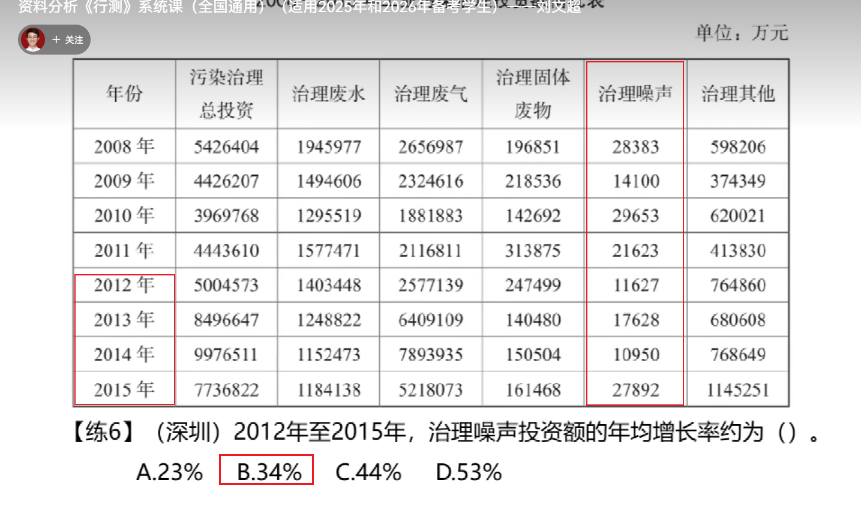 资料分析《行测》系统课（全国通用）（适用2025年和2026年备考学生）——刘文超
+ 关注
单位：万元
年份 污染治理总投资 治理废水 治理废气 治理固体废物 治理噪声 治理其他
2008 年 5426404 1945977 2656987 196851 28383 598206
2009 年 4426207 1494606 2324616 218536 14100 374349
2010 年 3969768 1295519 1881883 142692 29653 620021
2011 年 4443610 1577471 2116811 313875 21623 413830
2012 年 5004573 1403448 2577139 247499 11627 764860
2013 年 8496647 1248822 6409109 140480 17628 680608
2014 年 9976511 1152473 7893935 150504 10950 768649
2015 年 7736822 1184138 5218073 161468 27892 1145251
【练6】（深圳）2012年至2015年，治理噪声投资额的年均增长率约为（）。
A.23% B.34% C.44% D.53%